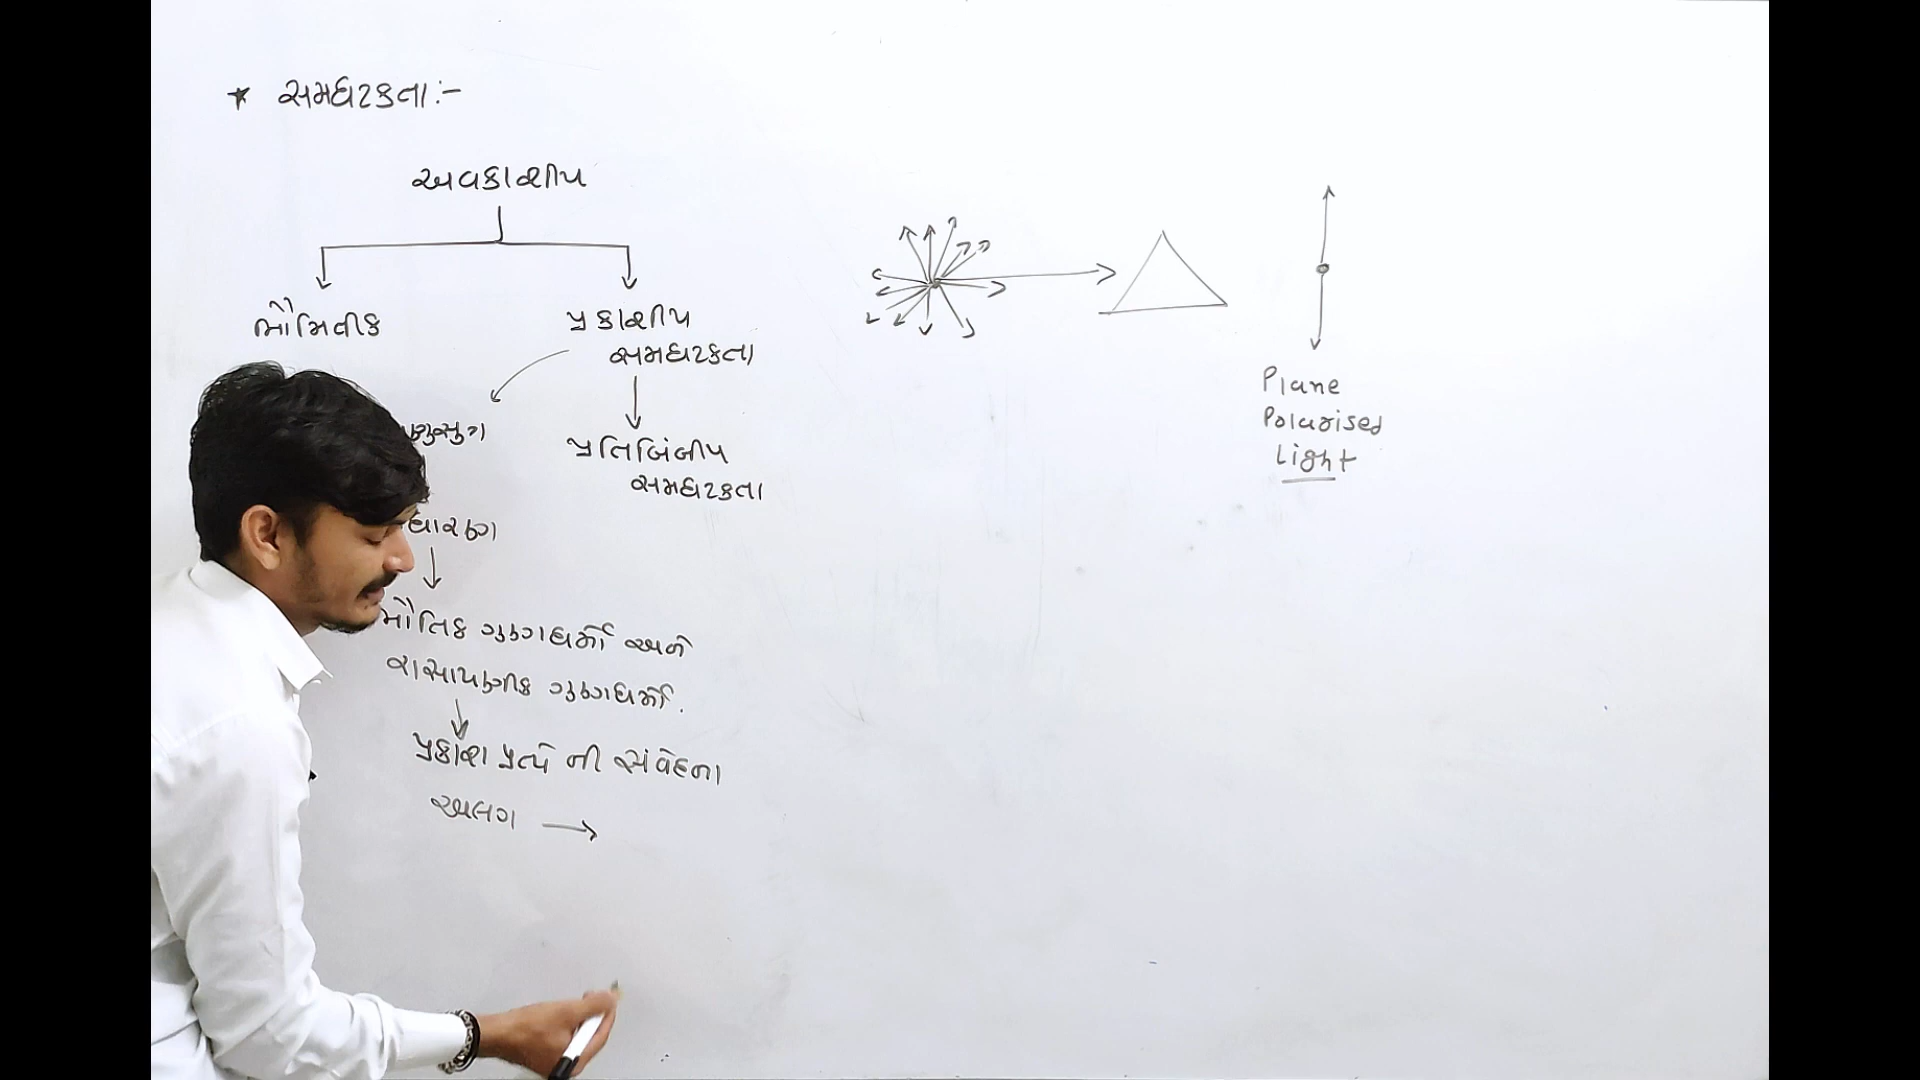 * સમઘટકતા:-
અવકાશીય
ભૌમિતીક
પ્રકાશીય
સમઘટકતા
પ્રતિબિંબીય
સમઘટકતા
ભૌતિક ગુણધર્મો અને
રાસાયણીક ગુણધર્મો.
પ્રકાશ પ્રત્યે ની સંવેદના
અલગ →
Plane
Polarised
Light